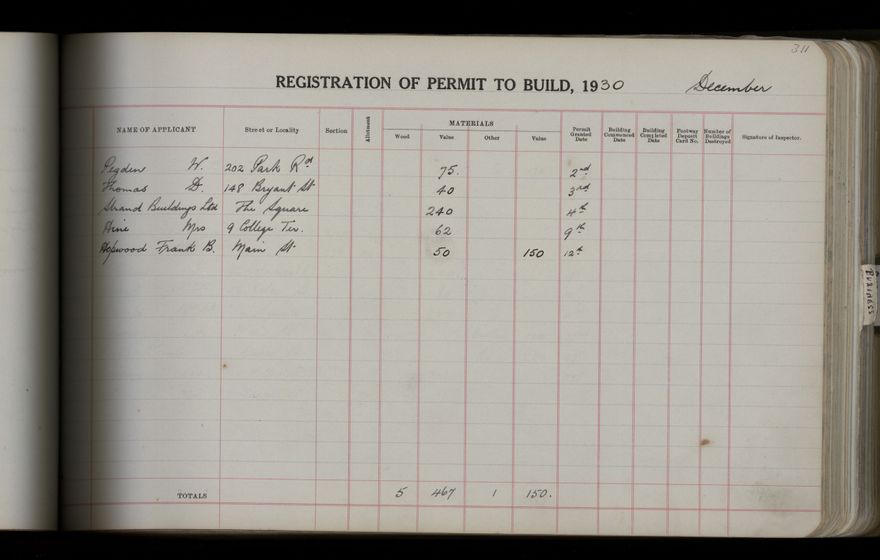 311
REGISTRATION OF PERMIT TO BUILD, 1930 December
MATERIALS
NAME OF APPLICANT Street or Locality Section Allotment Wood Value Other Value Permit Granted Date Building Commenced Date Building Completed Date Footway Deposit Card No. Number of Buildings Destroyed Signature of Inspector.
Pegden W. 202 Park Rd 75. 2nd
Thomas D. 148 Bryant St 40 3rd
Strand Buildings Ltd The Square 240 4th
Hine Mrs 9 College Ter. 62 9th
Hopwood Frank B. Main St 50 150 12th
TOTALS 5 467 1 150.
BUSINESS